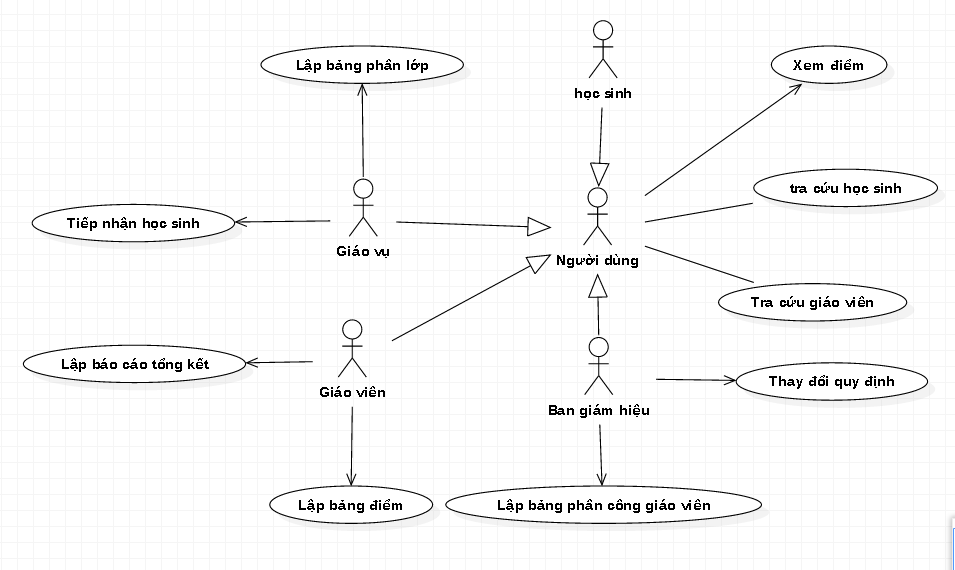 Lập bảng phân lớp
học sinh
Xem điểm
tra cứu học sinh
Tiếp nhận học sinh
Giáo vụ
Người dùng
Tra cứu giáo viên
Lập báo cáo tổng kết
Giáo viên
Ban giám hiệu
Thay đổi quy định
Lập bảng điểm
Lập bảng phân công giáo viên